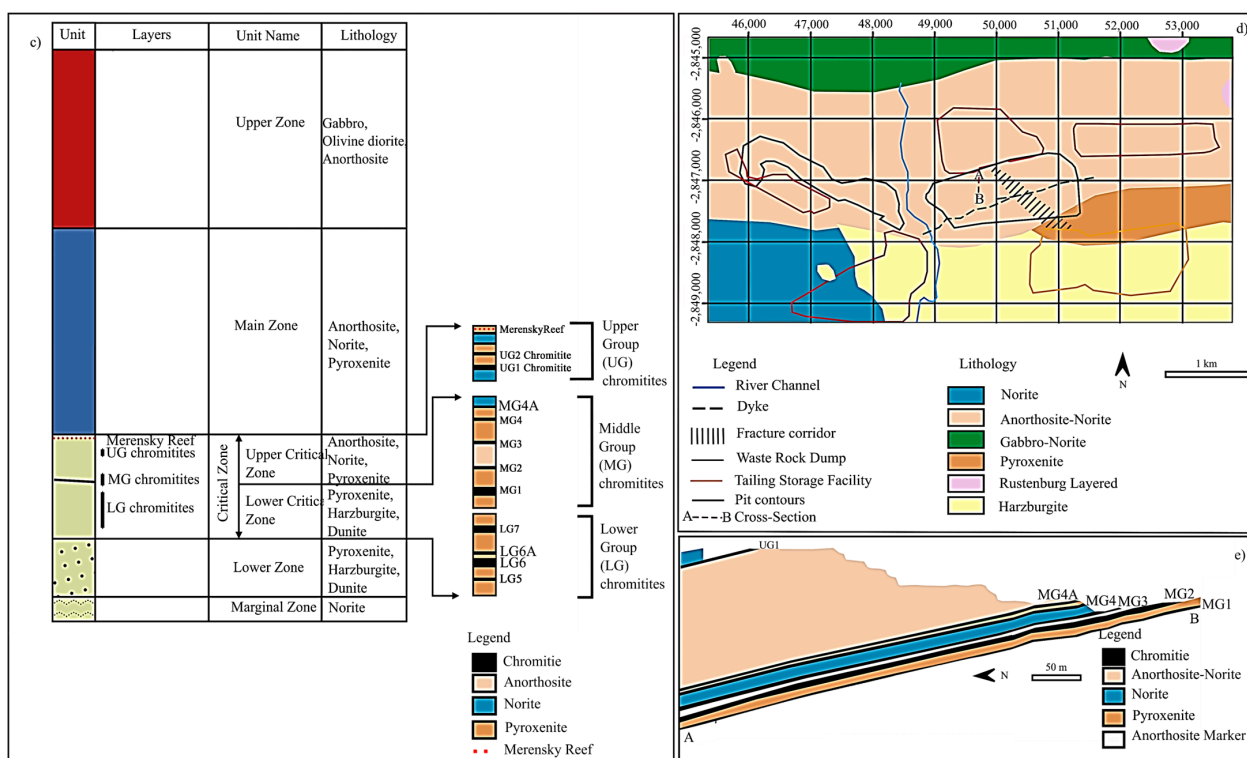 c)
Unit Layers Unit Name Lithology
Upper Zone
Gabbro,
Olivine diorite,
Anorthosite
Main Zone
Anorthosite,
Norite,
Pyroxenite
Merensky Reef
UG chromitites
MG chromitites
LG chromitites
Critical Zone
Upper Critical
Zone
Anorthosite,
Norite,
Pyroxenite
Lower Critical
Zone
Pyroxenite,
Harzburgite,
Dunite
Lower Zone
Pyroxenite,
Harzburgite,
Dunite
Marginal Zone
Norite
MerenskyReef
UG2 Chromitite
UG1 Chromitite
Upper
Group
(UG)
chromitites
MG4A
MG4
MG3
MG2
MG1
Middle
Group
(MG)
chromitites
LG7
LG6A
LG6
LG5
Lower
Group
(LG)
chromitites
Legend
Chromitie
Anorthosite
Norite
Pyroxenite
Merensky Reef
d)
46,000 47,000 48,000 49,000 50,000 51,000 52,000 53,000
-2,845,000
-2,846,000
-2,847,000
-2,848,000
-2,849,000
A
B
Legend
River Channel
Dyke
Fracture corridor
Waste Rock Dump
Tailing Storage Facility
Pit contours
A B Cross-Section
Lithology
Norite
Anorthosite-Norite
Gabbro-Norite
Pyroxenite
Rustenburg Layered
Harzburgite
N
1 km
e)
UG1
MG4A MG4 MG3 MG2 MG1
B
A
N
50 m
Legend
Chromitie
Anorthosite-Norite
Norite
Pyroxenite
Anorthosite Marker